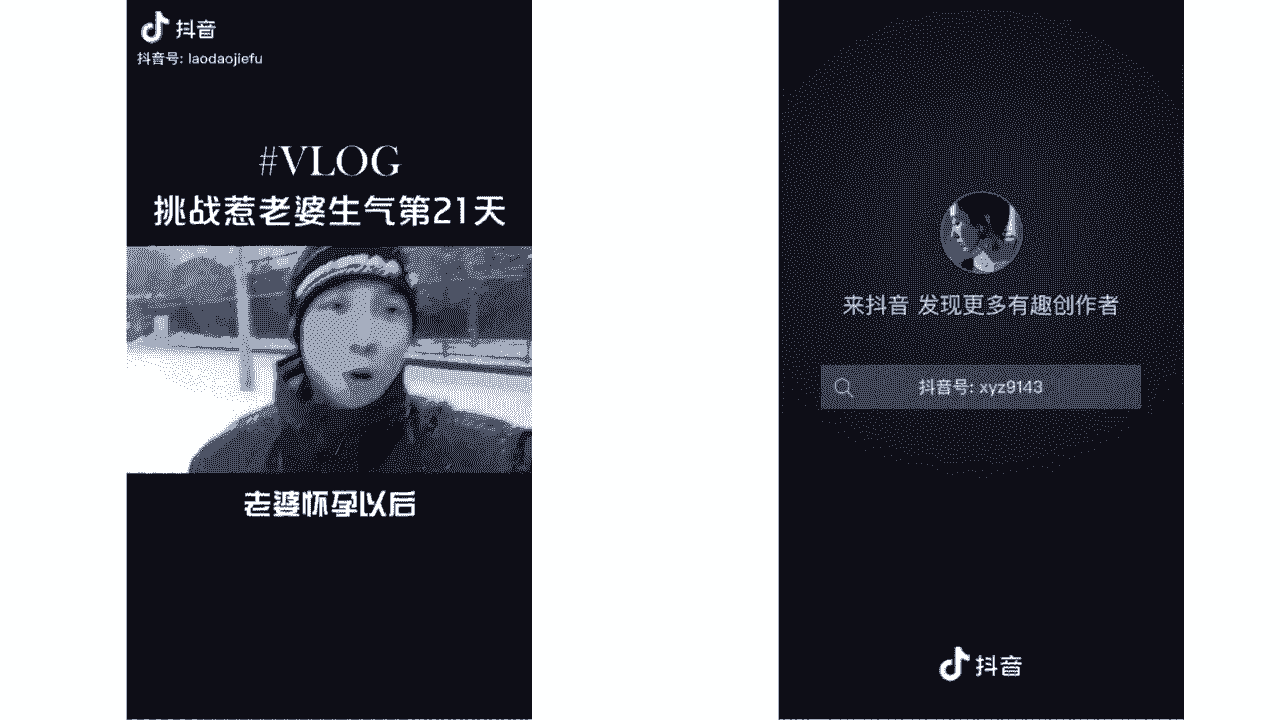 抖音
抖音号: laodaojiefu
#VLOG
挑战惹老婆生气第21天
老婆怀孕以后
来抖音 发现更多有趣创作者
抖音号: xyz9143
抖音